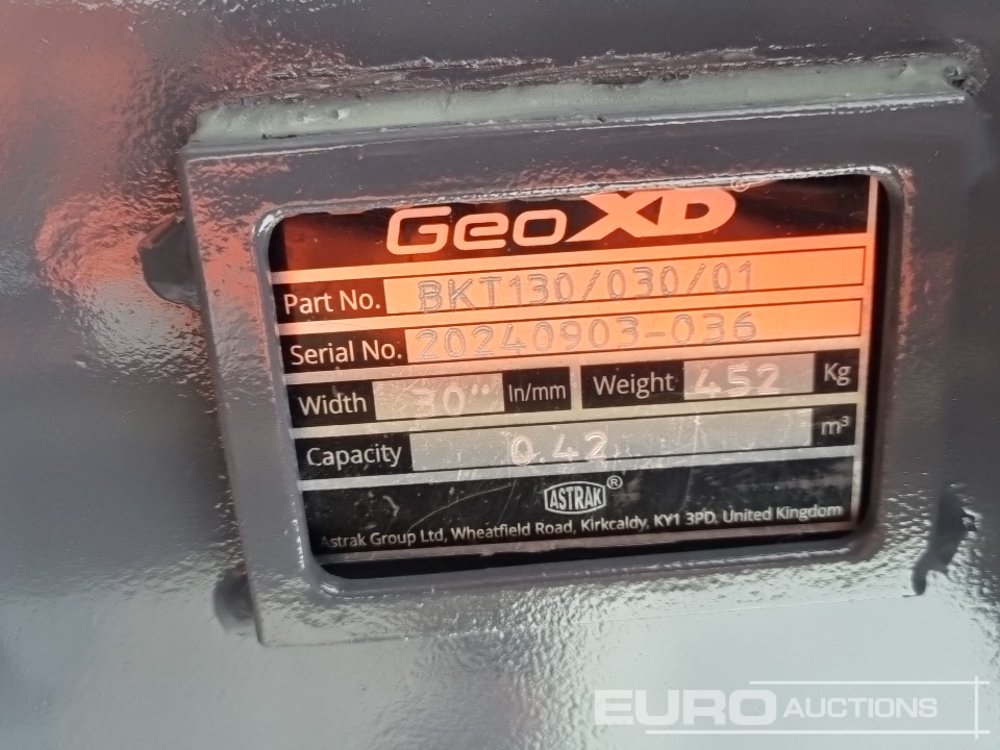 GeoXD®
Part No. BKT130/030/01
Serial No. 20240903-036
Width 30" In/mm Weight 452 Kg
Capacity 0.42 m³
ASTRAK®
Astrak Group Ltd, Wheatfield Road, Kirkcaldy, KY1 3PD. United Kingdom
EURO AUCTIONS